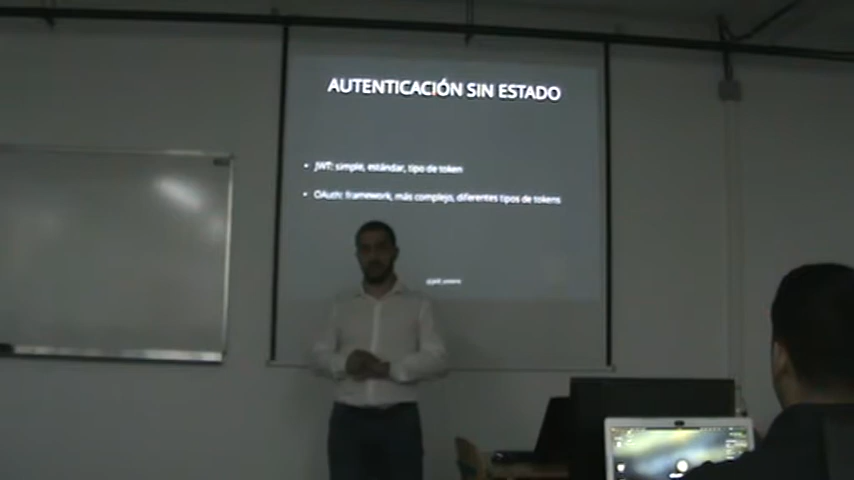 AUTENTICACIÓN SIN ESTADO
• JWT: simple, estándar, tipo de token
• OAuth: framework, más complejo, diferentes tipos de tokens